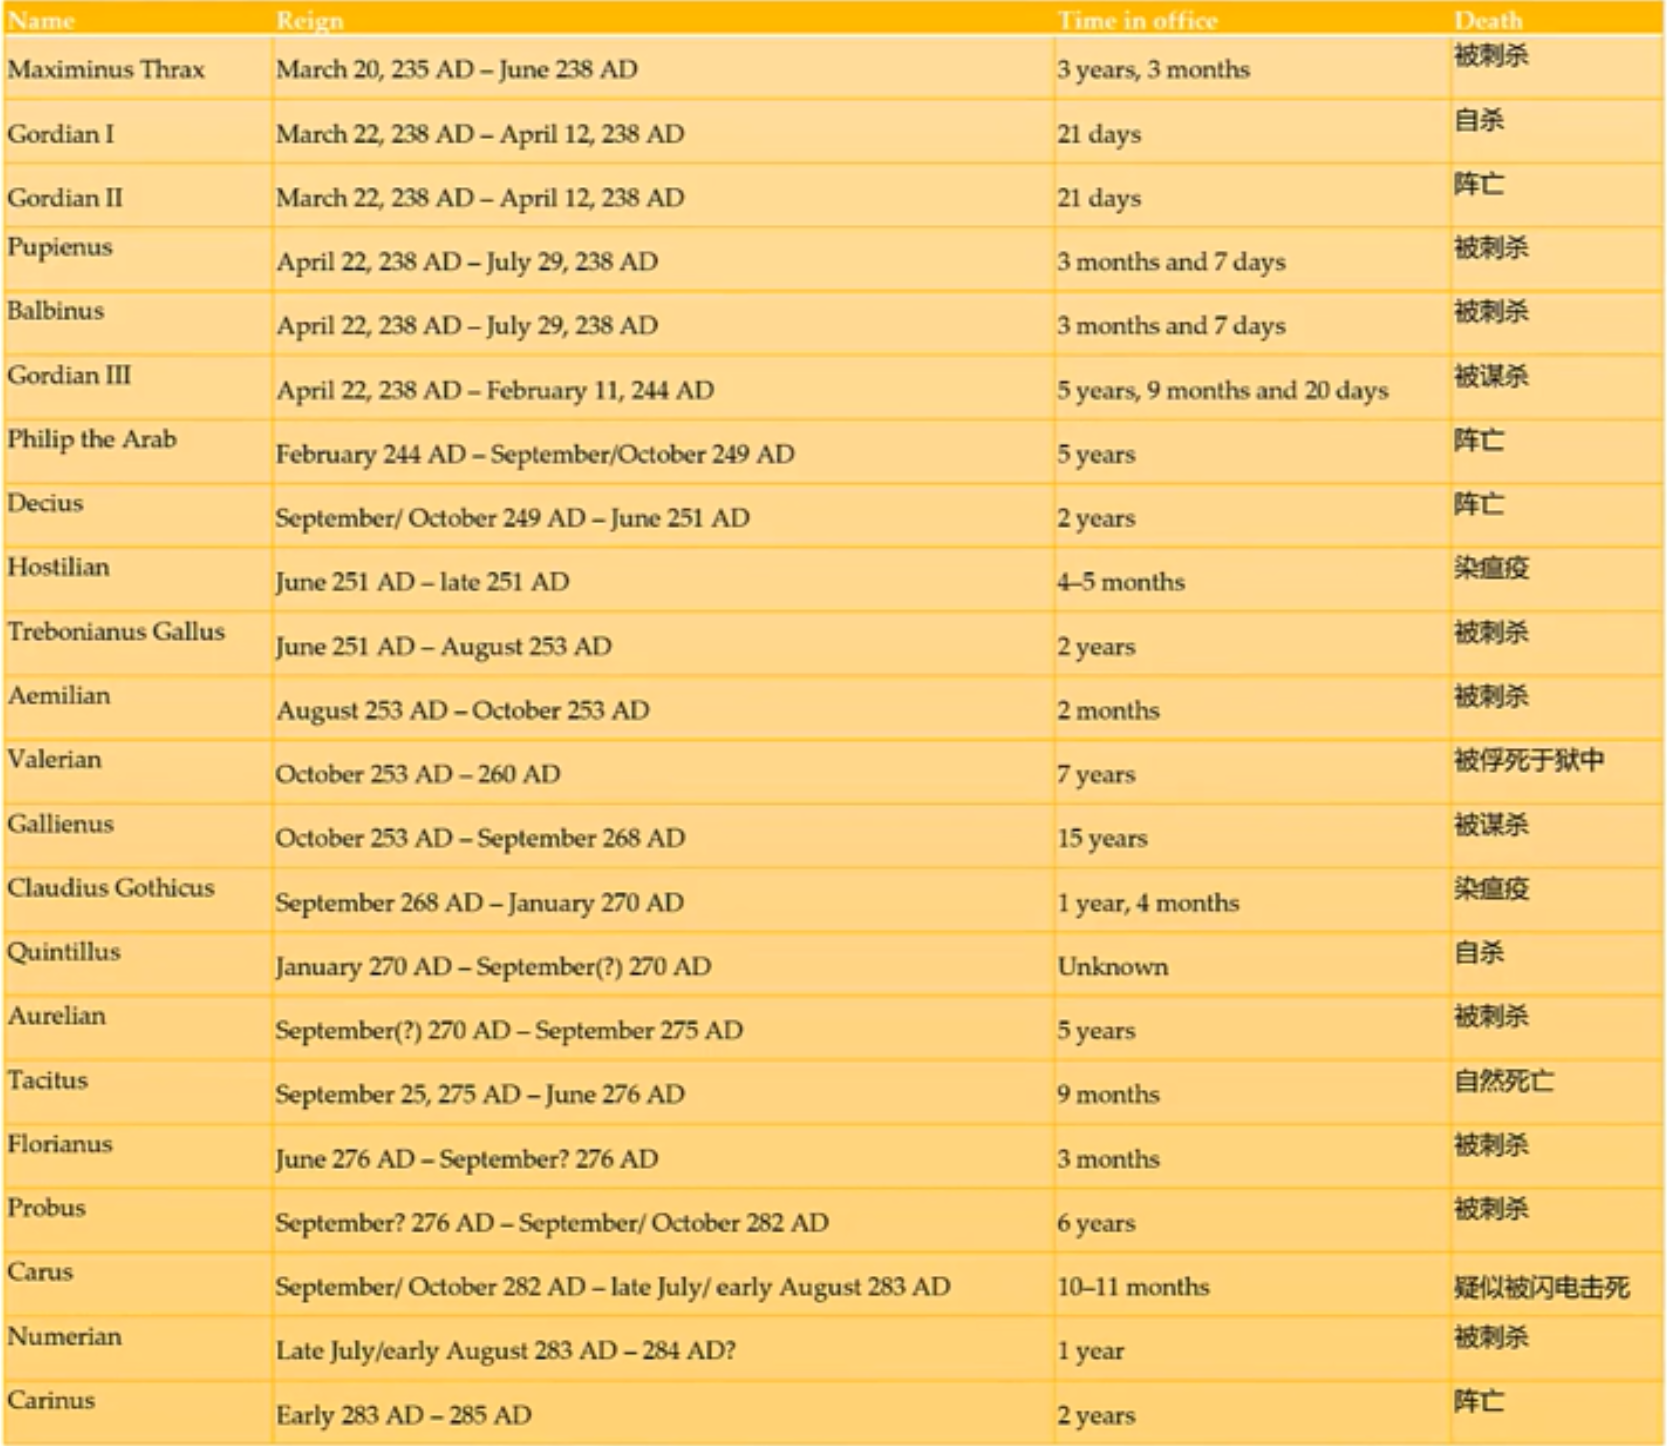 Name Reign Time in office Death
Maximinus Thrax March 20, 235 AD – June 238 AD 3 years, 3 months 被刺杀
Gordian I March 22, 238 AD – April 12, 238 AD 21 days 自杀
Gordian II March 22, 238 AD – April 12, 238 AD 21 days 阵亡
Pupienus April 22, 238 AD – July 29, 238 AD 3 months and 7 days 被刺杀
Balbinus April 22, 238 AD – July 29, 238 AD 3 months and 7 days 被刺杀
Gordian III April 22, 238 AD – February 11, 244 AD 5 years, 9 months and 20 days 被谋杀
Philip the Arab February 244 AD – September/October 249 AD 5 years 阵亡
Decius September/ October 249 AD – June 251 AD 2 years 阵亡
Hostilian June 251 AD – late 251 AD 4–5 months 染瘟疫
Trebonianus Gallus June 251 AD – August 253 AD 2 years 被刺杀
Aemilian August 253 AD – October 253 AD 2 months 被刺杀
Valerian October 253 AD – 260 AD 7 years 被俘死于狱中
Gallienus October 253 AD – September 268 AD 15 years 被谋杀
Claudius Gothicus September 268 AD – January 270 AD 1 year, 4 months 染瘟疫
Quintillus January 270 AD – September(?) 270 AD Unknown 自杀
Aurelian September(?) 270 AD – September 275 AD 5 years 被刺杀
Tacitus September 25, 275 AD – June 276 AD 9 months 自然死亡
Florianus June 276 AD – September? 276 AD 3 months 被刺杀
Probus September? 276 AD – September/ October 282 AD 6 years 被刺杀
Carus September/ October 282 AD – late July/ early August 283 AD 10–11 months 疑似被闪电击死
Numerian Late July/early August 283 AD – 284 AD? 1 year 被刺杀
Carinus Early 283 AD – 285 AD 2 years 阵亡